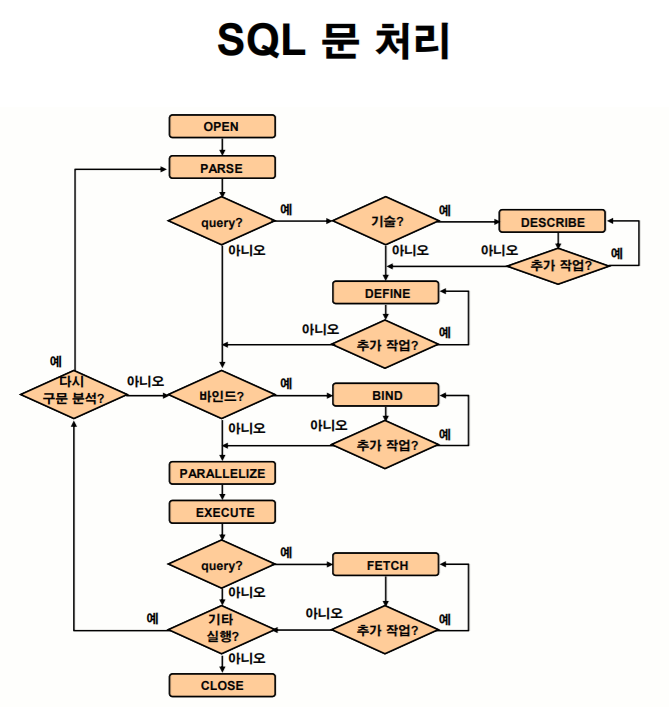 SQL 문 처리
OPEN
PARSE
query?
예
기술?
예
DESCRIBE
아니오
아니오
아니오
추가 작업?
예
DEFINE
아니오
추가 작업?
예
예
다시
구문 분석?
아니오
바인드?
예
BIND
아니오
아니오
추가 작업?
예
PARALLELIZE
EXECUTE
query?
예
FETCH
아니오
예
기타
실행?
아니오
추가 작업?
예
아니오
CLOSE